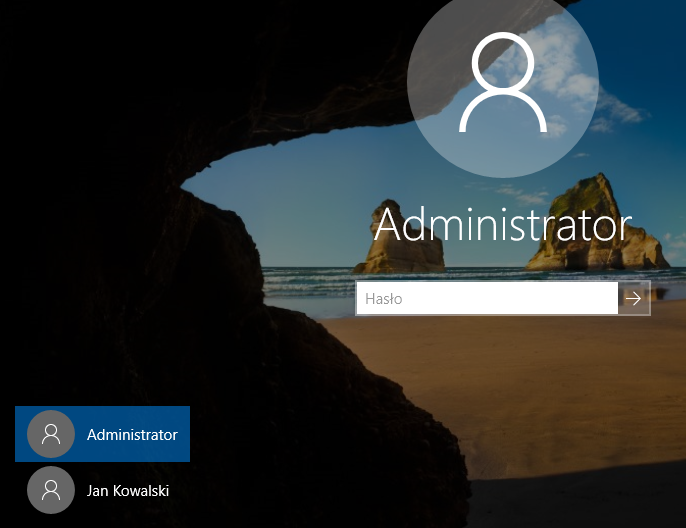 Administrator
Hasło
Administrator
Jan Kowalski